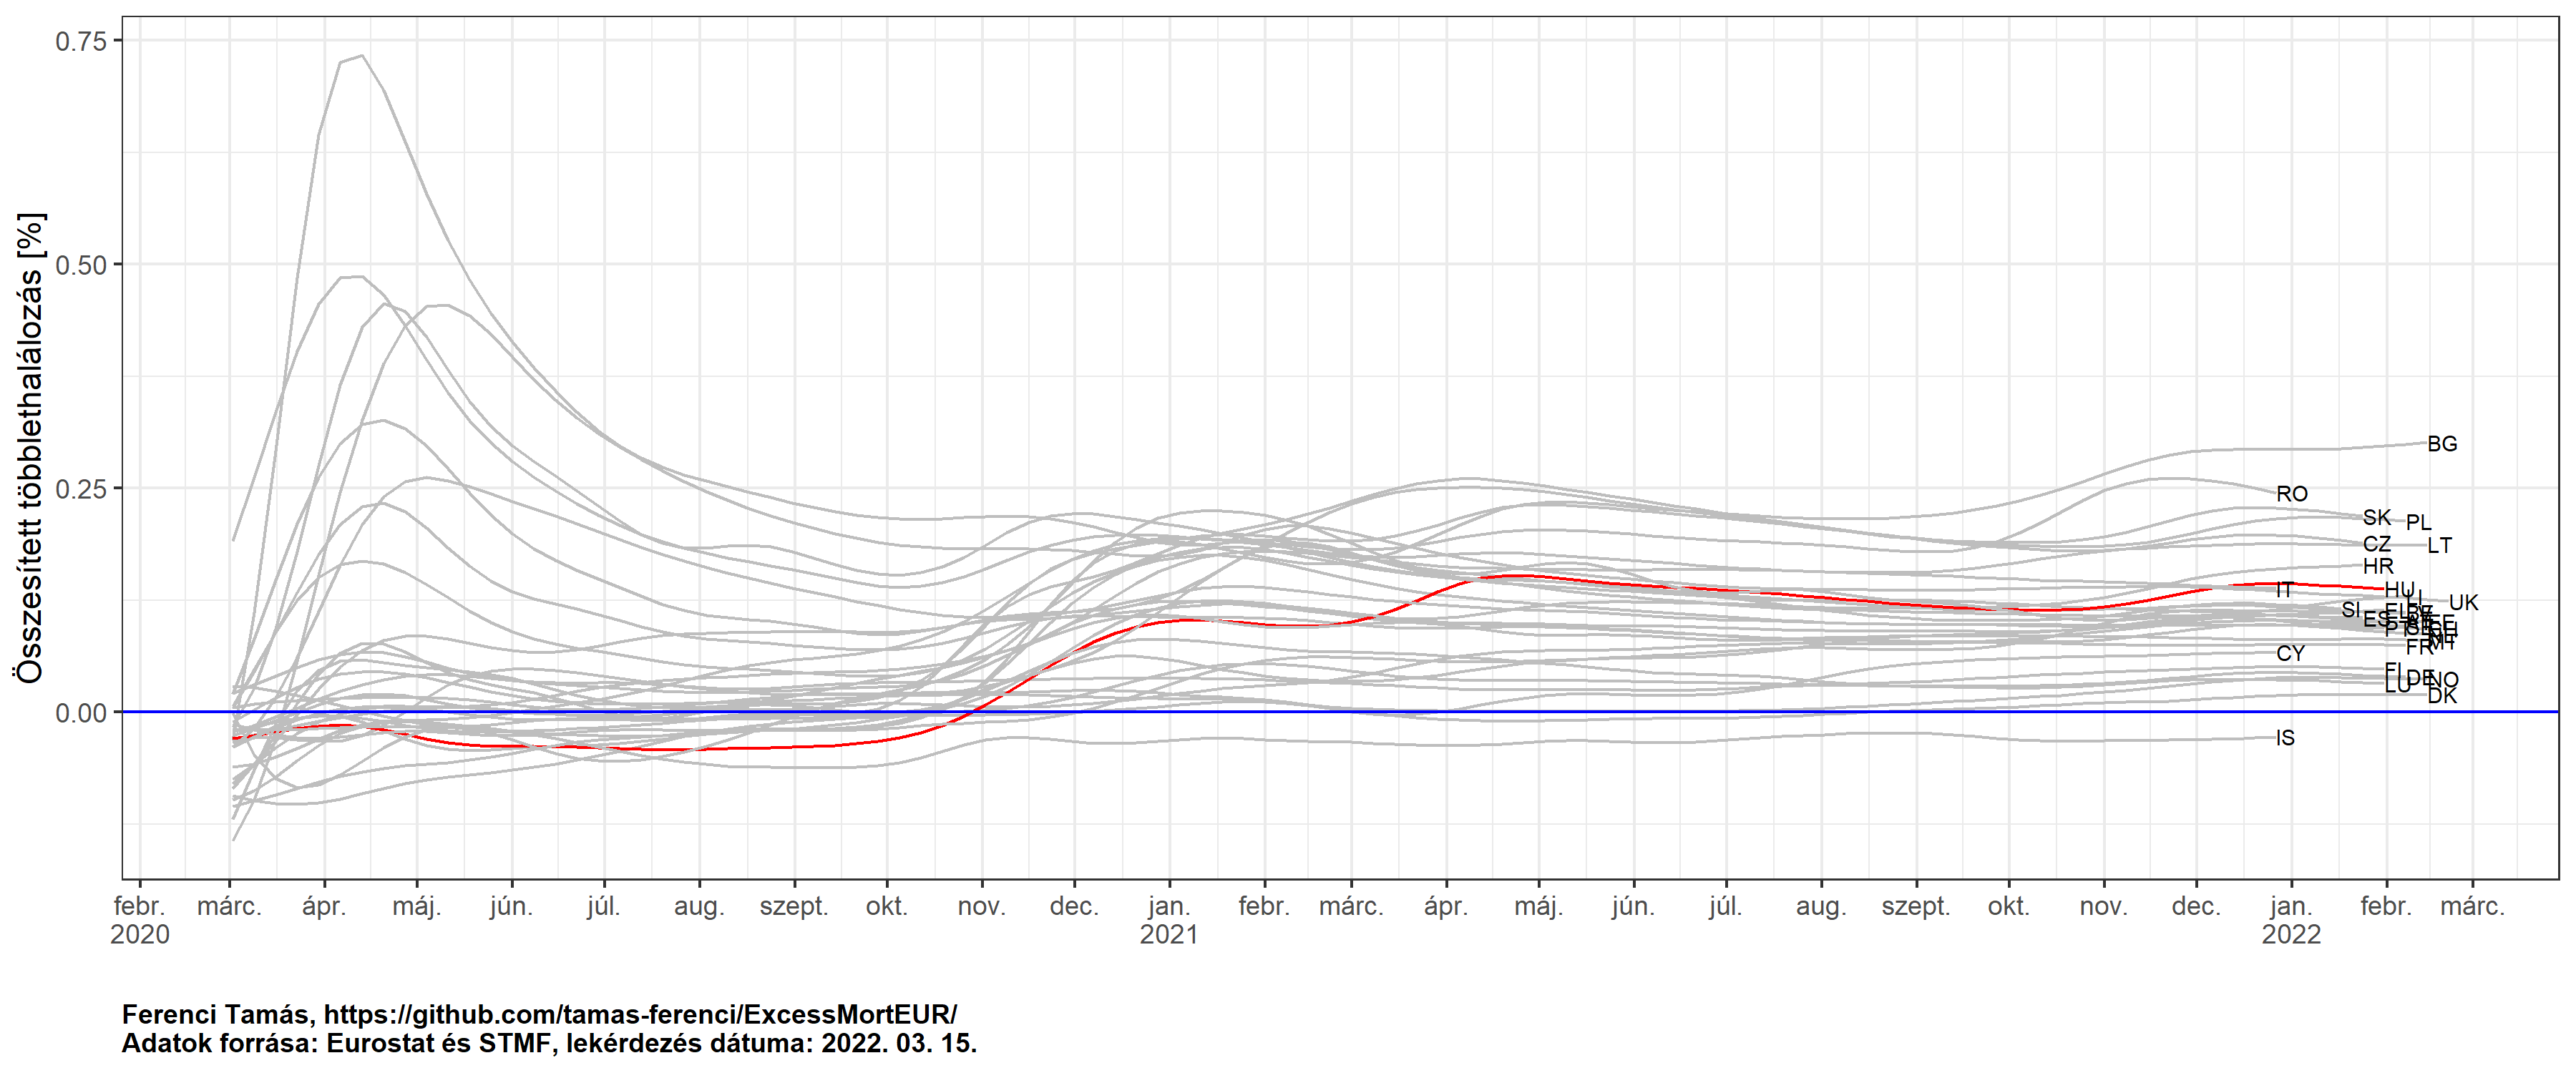 Összesített többlethalálozás [%]
0.75
0.50
0.25
0.00
BG
RO
SK
PL
CZ
LT
HR
IT
HU
UK
SI
ES
FR
CY
FI
DE
NO
LU
DK
IS
febr. márc. ápr. máj. jún. júl. aug. szept. okt. nov. dec. jan. febr. márc. ápr. máj. jún. júl. aug. szept. okt. nov. dec. jan. febr. márc.
2020 2021 2022
Ferenci Tamás, https://github.com/tamas-ferenci/ExcessMortEUR/
Adatok forrása: Eurostat és STMF, lekérdezés dátuma: 2022. 03. 15.